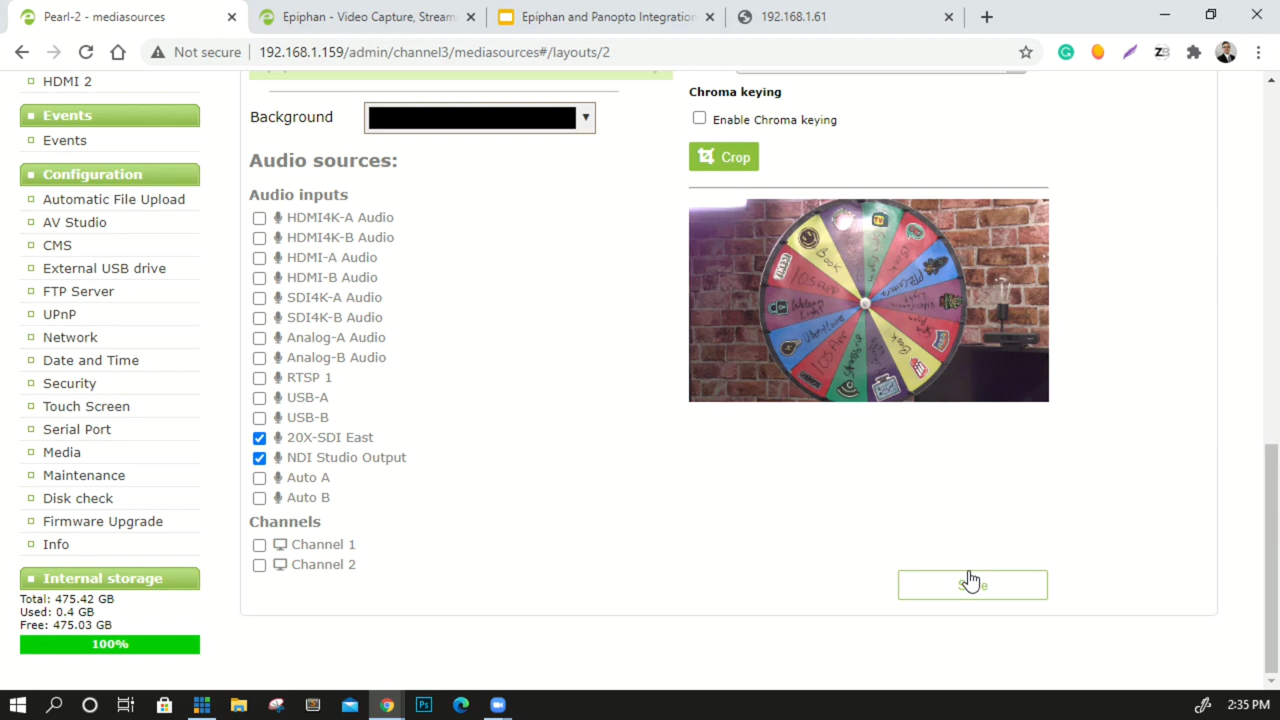 Pearl-2 - mediasources
Epiphan - Video Capture, Stream
Epiphan and Panopto Integration
192.168.1.61
Not secure
192.168.1.159/admin/channel3/mediasources#/layouts/2
HDMI 2
Events
Events
Configuration
Automatic File Upload
AV Studio
CMS
External USB drive
FTP Server
UPnP
Network
Date and Time
Security
Touch Screen
Serial Port
Media
Maintenance
Disk check
Firmware Upgrade
Info
Internal storage
Total: 475.42 GB
Used: 0.4 GB
Free: 475.03 GB
100%
Background
Audio sources:
Audio inputs
HDMI4K-A Audio
HDMI4K-B Audio
HDMI-A Audio
HDMI-B Audio
SDI4K-A Audio
SDI4K-B Audio
Analog-A Audio
Analog-B Audio
RTSP 1
USB-A
USB-B
20X-SDI East
NDI Studio Output
Auto A
Auto B
Channels
Channel 1
Channel 2
Chroma keying
Enable Chroma keying
Crop
Book
Book
Book
Save
2:35 PM